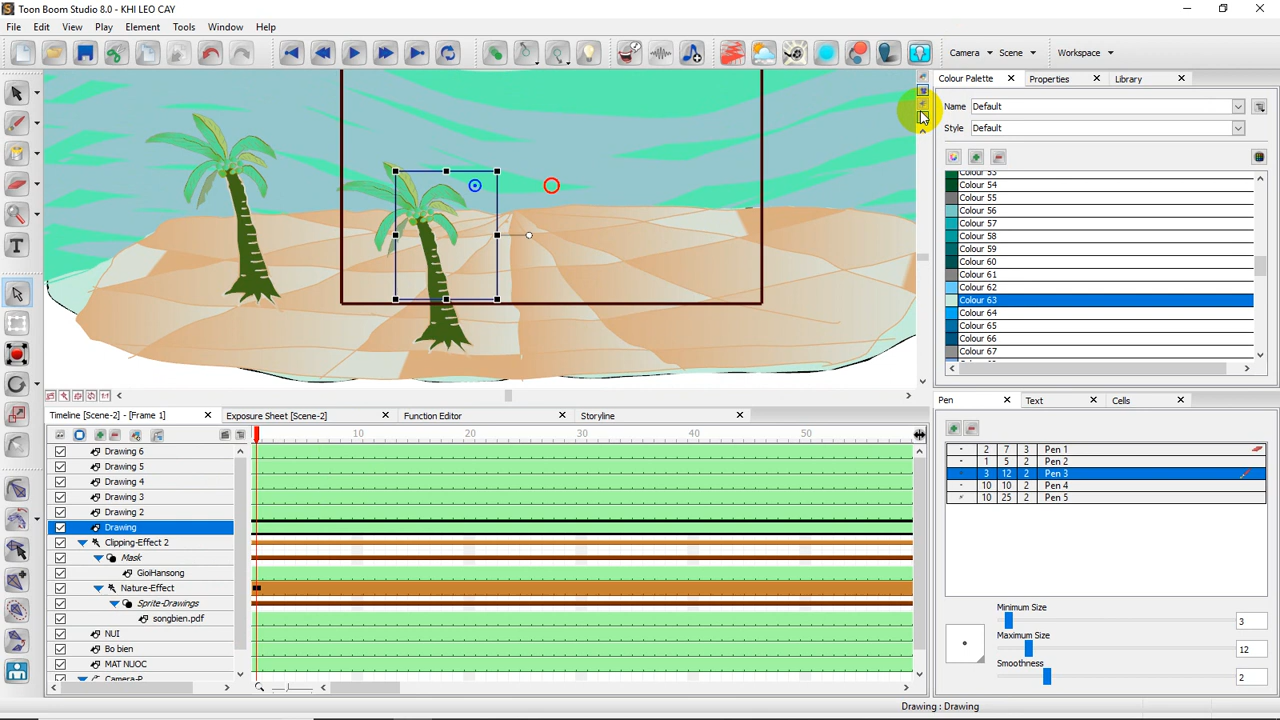 Toon Boom Studio 8.0 - KHI LEO CAY
File Edit View Play Element Tools Window Help
Camera Scene Workspace
Colour Palette Properties Library
Name Default
Style Default
Colour 53
Colour 54
Colour 55
Colour 56
Colour 57
Colour 58
Colour 59
Colour 60
Colour 61
Colour 62
Colour 63
Colour 64
Colour 65
Colour 66
Colour 67
Timeline [Scene-2] - [Frame 1] Exposure Sheet [Scene-2] Function Editor Storyline
10 20 30 40 50
Drawing 6
Drawing 5
Drawing 4
Drawing 3
Drawing 2
Drawing
Clipping-Effect 2
Mask
GioiHansong
Nature-Effect
Sprite-Drawings
songbien.pdf
NUI
Bo bien
MAT NUOC
Camera-P
Pen Text Cells
2 7 3 Pen 1
1 5 2 Pen 2
3 12 2 Pen 3
10 10 2 Pen 4
10 25 2 Pen 5
Minimum Size
3
Maximum Size
12
Smoothness
2
Drawing : Drawing